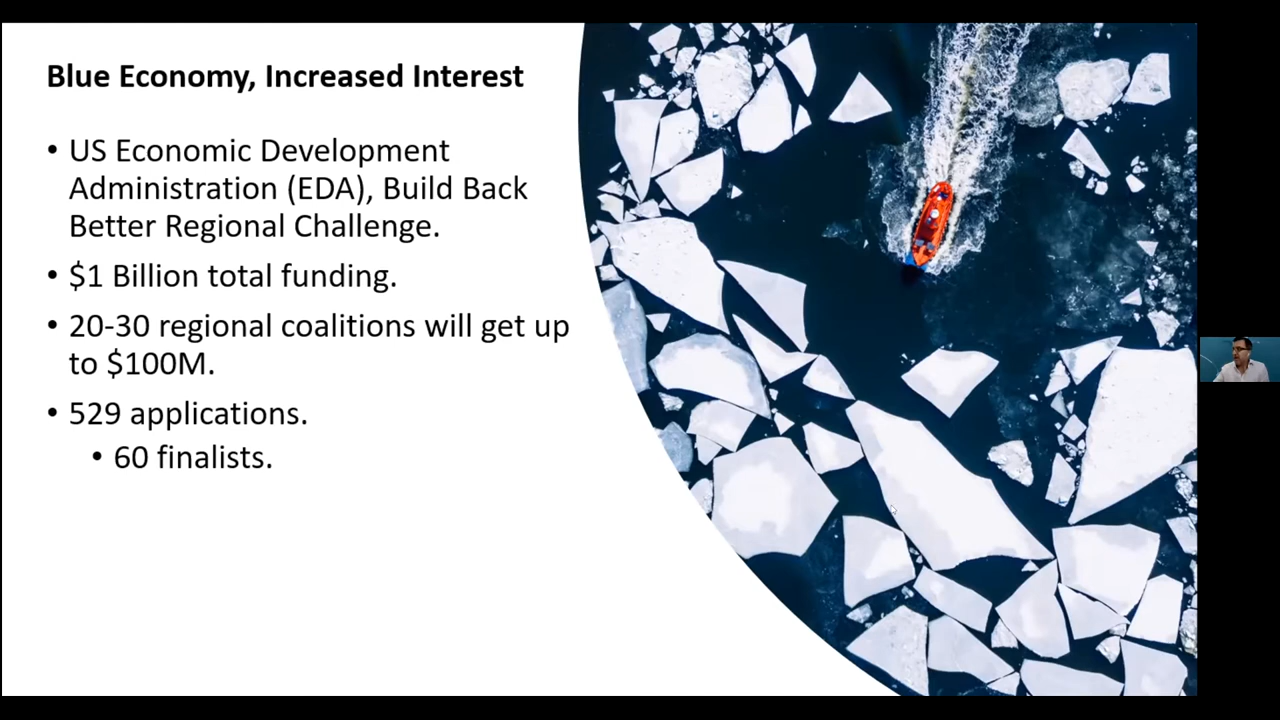 Blue Economy, Increased Interest
• US Economic Development
Administration (EDA), Build Back
Better Regional Challenge.
• $1 Billion total funding.
• 20-30 regional coalitions will get up
to $100M.
• 529 applications.
• 60 finalists.